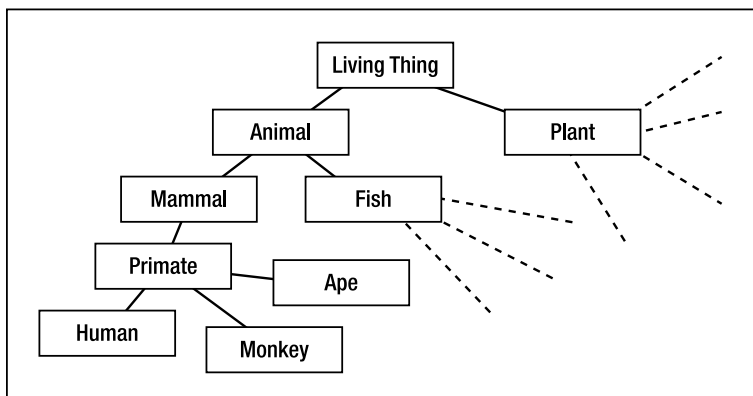 Living Thing
Animal
Plant
Mammal
Fish
Primate
Ape
Human
Monkey